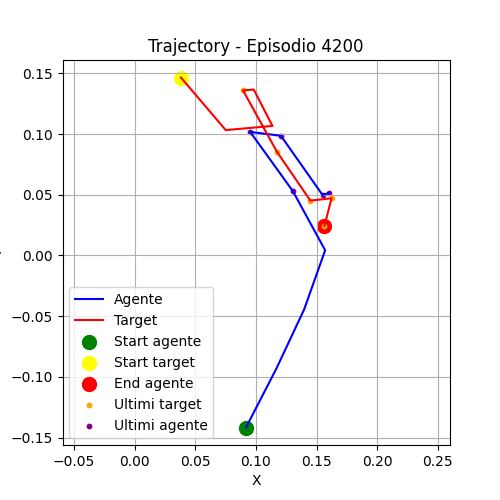 Trajectory - Episodio 4200
0.15
0.10
0.05
0.00
−0.05
−0.10
−0.15
Agente
Target
Start agente
Start target
End agente
Ultimi target
Ultimi agente
−0.05
0.00
0.05
0.10
0.15
0.20
0.25
X